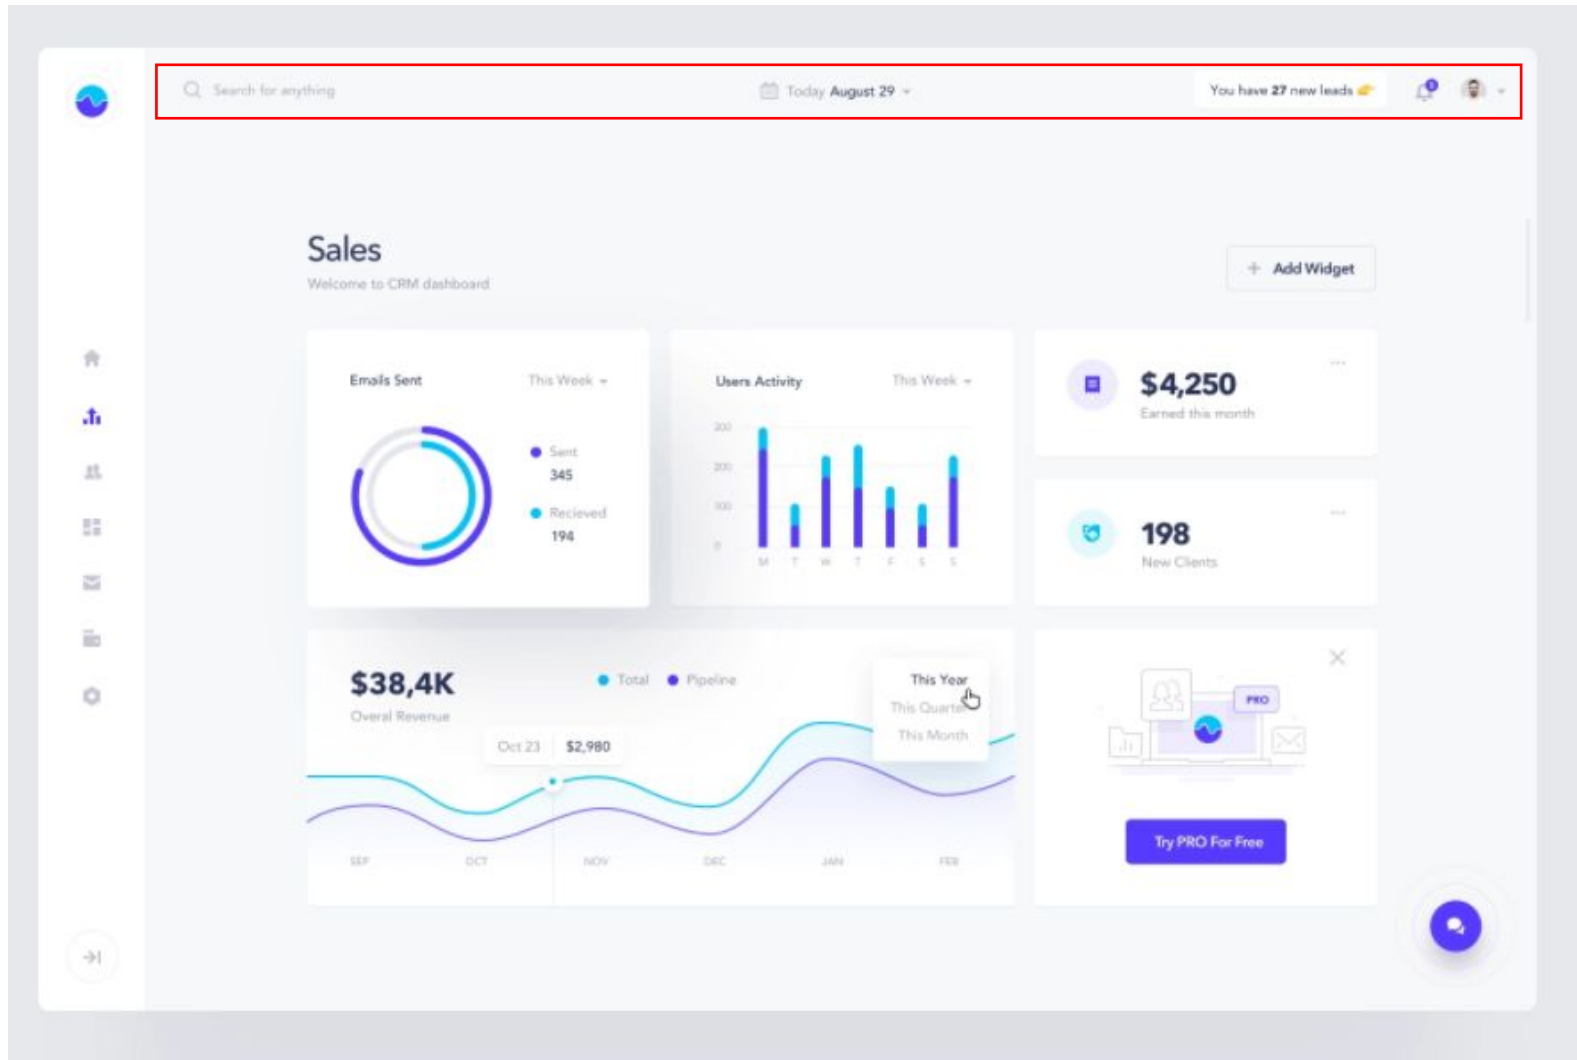 Search for anything
Today August 29
You have 27 new leads 👉
Sales
Welcome to CRM dashboard
+ Add Widget
Emails Sent
This Week
Sent
345
Recieved
194
Users Activity
This Week
300
200
100
0
M T W T F S S
$4,250
Earned this month
198
New Clients
$38,4K
Overal Revenue
Total
Pipeline
This Year
This Quarter
This Month
Oct 23 $2,980
SEP OCT NOV DEC JAN FEB
PRO
Try PRO For Free